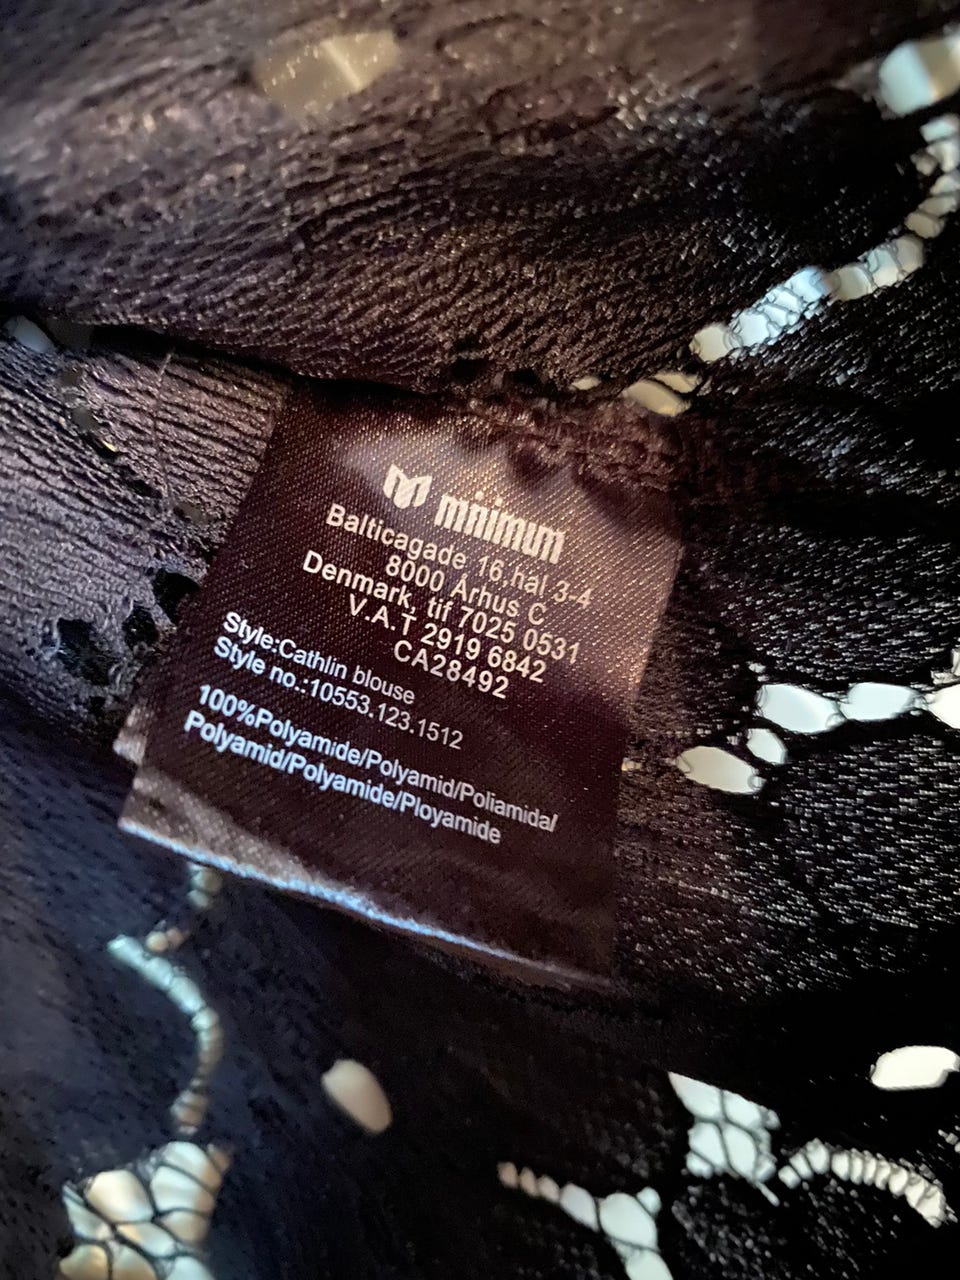 minimum
Balticagade 16,hal 3-4
8000 Århus C
Denmark, tlf 7025 0531
V.A.T 2919 6842
CA28492
Style:Cathlin blouse
Style no.:10553.123.1512
100%Polyamide/Polyamid/Poliamida/
Polyamid/Polyamide/Ployamide